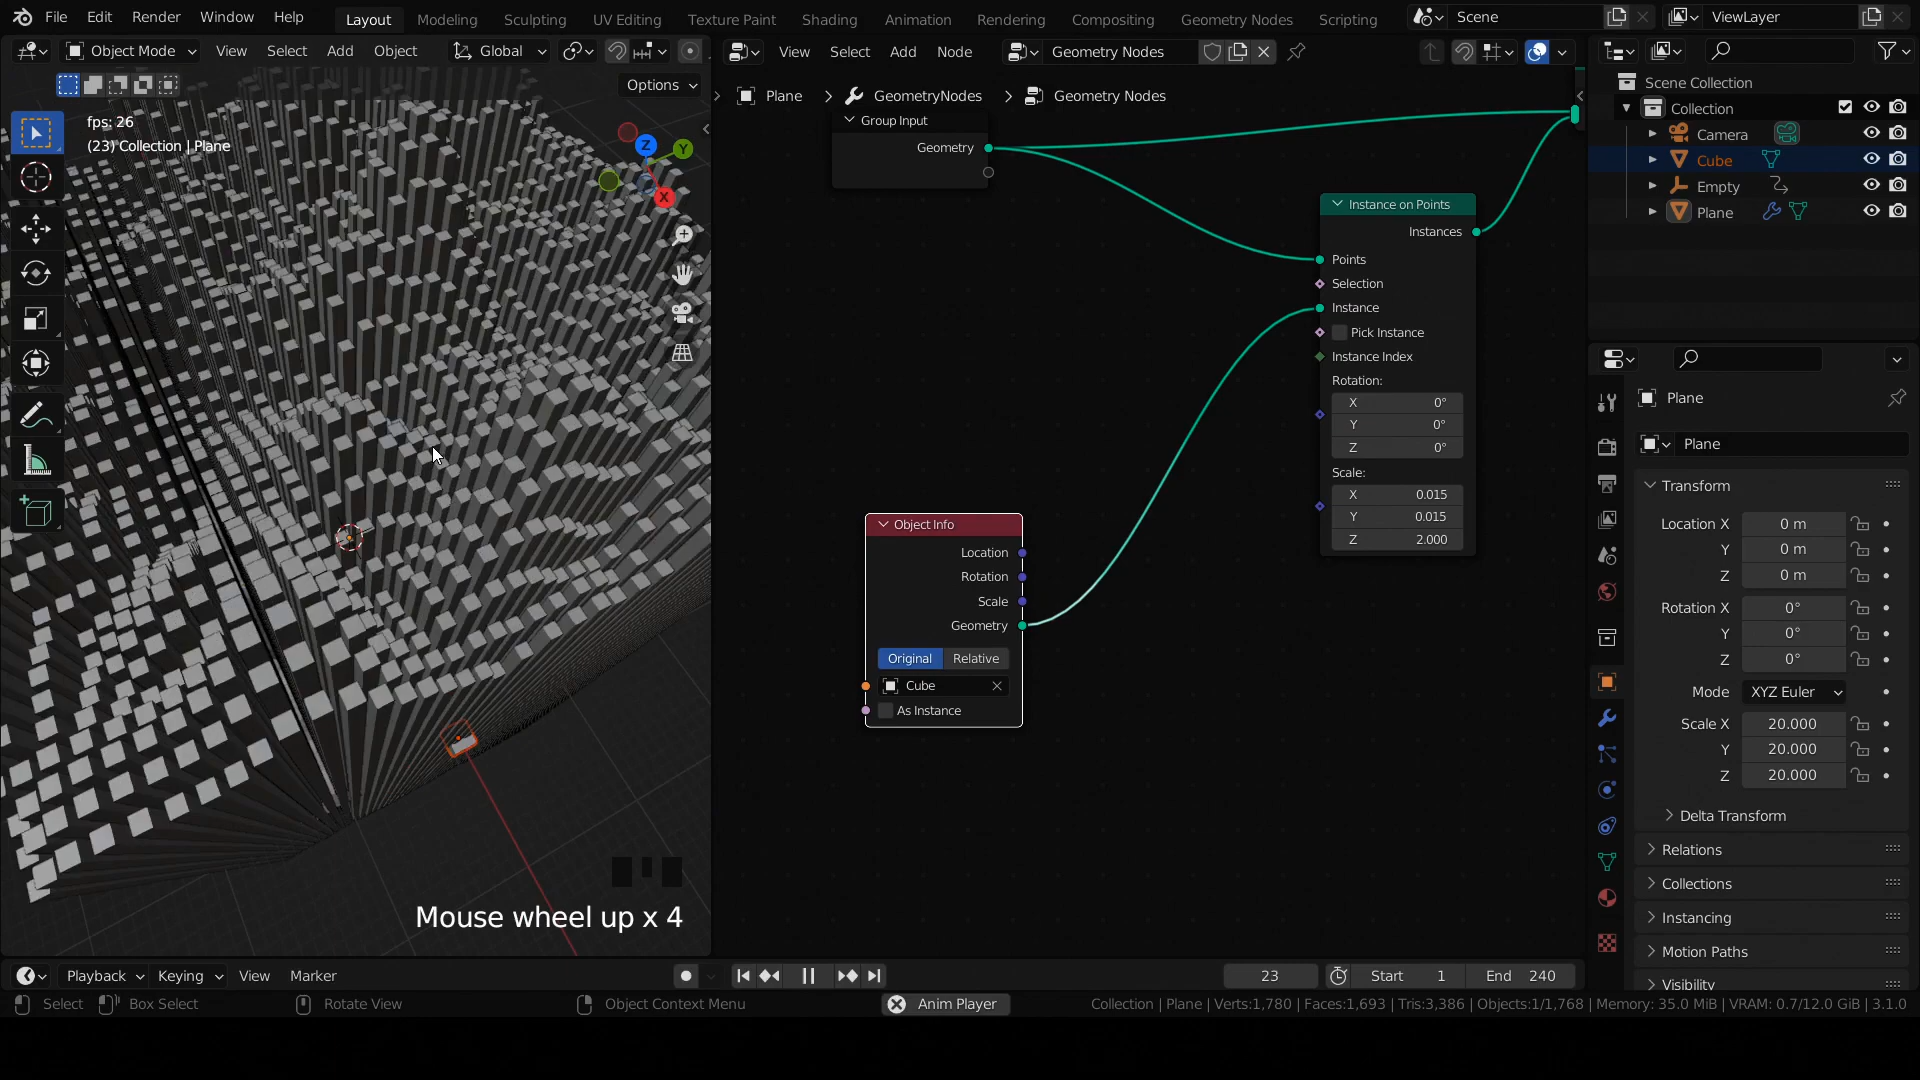 File Edit Render Window Help Layout Modeling Sculpting UV Editing Texture Paint Shading Animation Rendering Compositing Geometry Nodes Scripting Scene ViewLayer
Object Mode View Select Add Object Global View Select Add Node Geometry Nodes
Options
Plane GeometryNodes Geometry Nodes
fps: 26
(23) Collection | Plane
Z
Y
X
Group Input
Geometry
Instance on Points
Instances
Points
Selection
Instance
Pick Instance
Instance Index
Rotation:
X 0°
Y 0°
Z 0°
Scale:
X 0.015
Y 0.015
Z 2.000
Object Info
Location
Rotation
Scale
Geometry
Original Relative
Cube
As Instance
Scene Collection
Collection
Camera
Cube
Empty
Plane
Plane
Plane
Transform
Location X 0 m
Y 0 m
Z 0 m
Rotation X 0°
Y 0°
Z 0°
Mode XYZ Euler
Scale X 20.000
Y 20.000
Z 20.000
Delta Transform
Relations
Collections
Instancing
Motion Paths
Visibility
Mouse wheel up x 4
Playback Keying View Marker 23 Start 1 End 240
Select Box Select Rotate View Object Context Menu Anim Player Collection | Plane | Verts:1,780 | Faces:1,693 | Tris:3,386 | Objects:1/1,768 | Memory: 35.0 MiB | VRAM: 0.7/12.0 GiB | 3.1.0